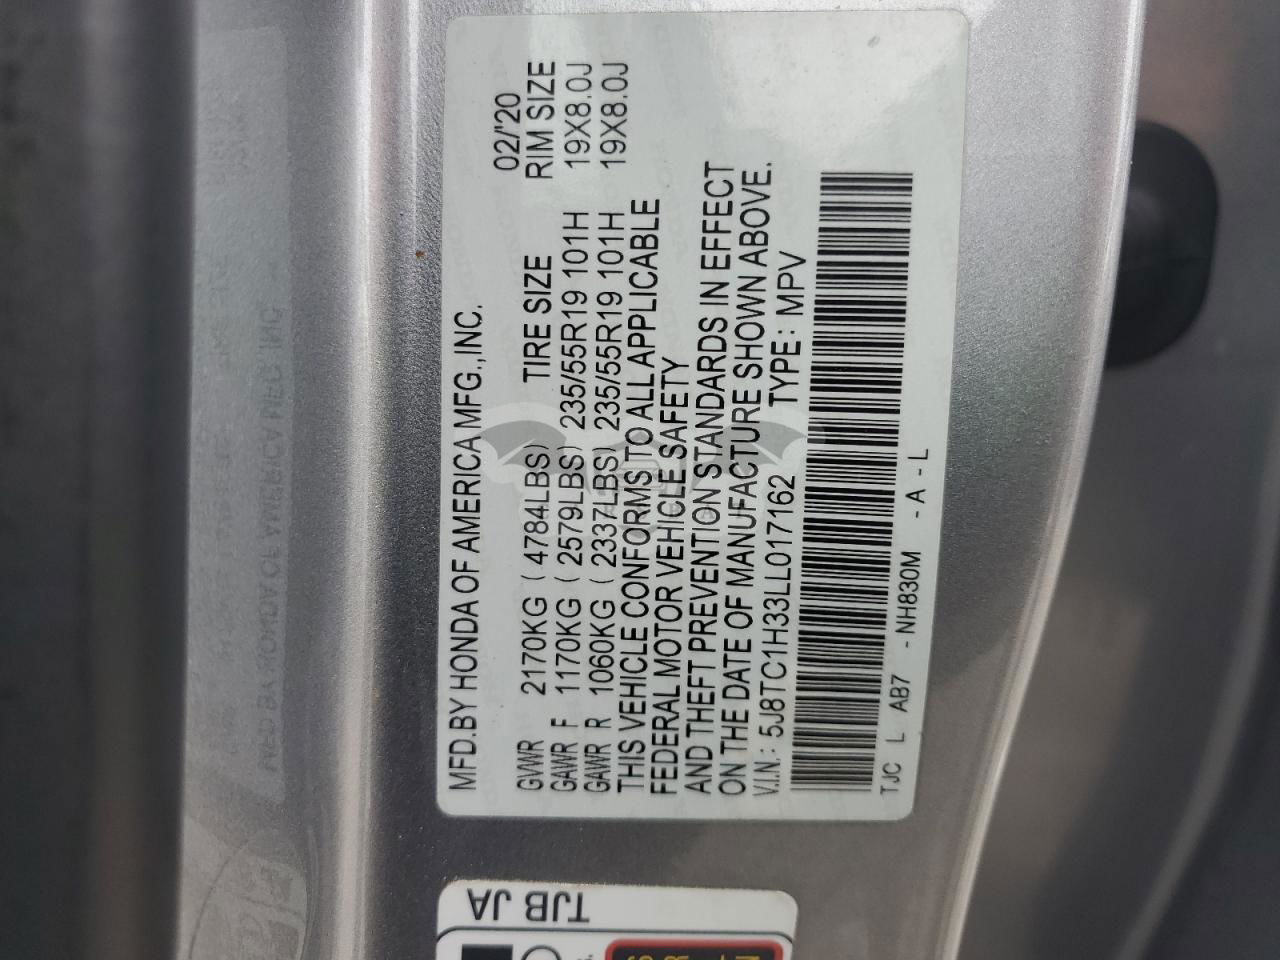 MFD.BY HONDA OF AMERICA MFG.,INC. 02/'20
GVWR 2170KG ( 4784LBS) TIRE SIZE RIM SIZE
GAWR F 1170KG ( 2579LBS) 235/55R19 101H 19X8.0J
GAWR R 1060KG ( 2337LBS) 235/55R19 101H 19X8.0J
THIS VEHICLE CONFORMS TO ALL APPLICABLE
FEDERAL MOTOR VEHICLE SAFETY
AND THEFT PREVENTION STANDARDS IN EFFECT
ON THE DATE OF MANUFACTURE SHOWN ABOVE.
V.I.N.: 5J8TC1H33LL017162 TYPE: MPV
TJC L AB7 - NH830M - A - L
TJB JA